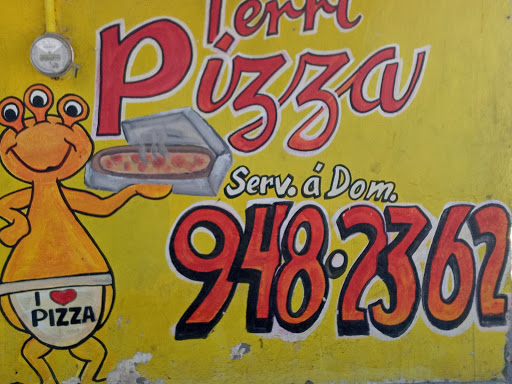 Terri
Pizza
Serv. á Dom.
948·2362
I ❤ PIZZA